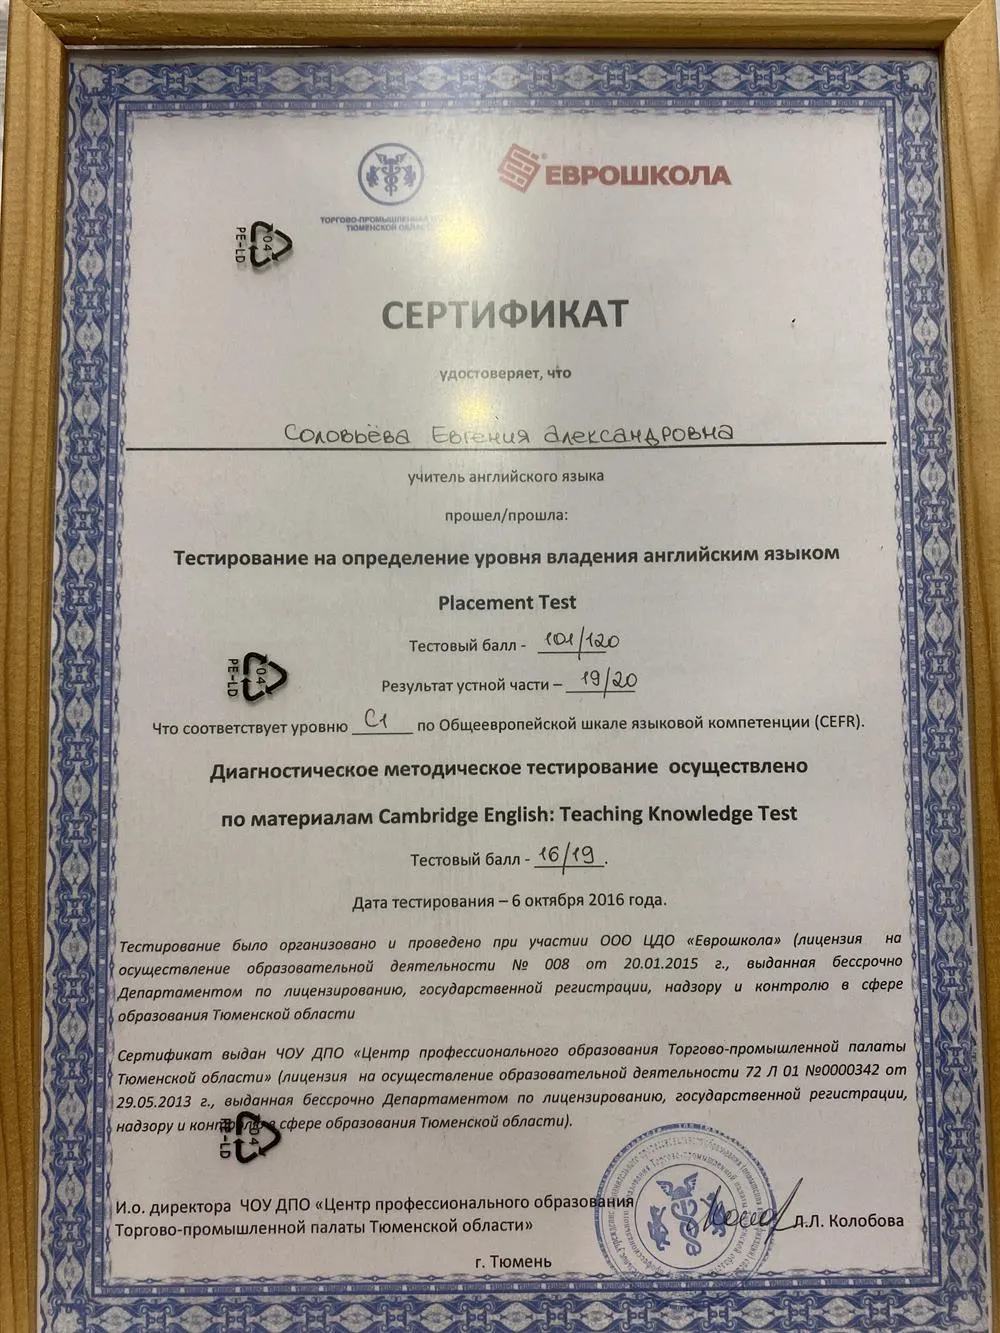 ТОРГОВО-ПРОМЫШЛЕННАЯ
ТЮМЕНСКОЙ ОБЛАСТИ
ЕВРОШКОЛА
04
PE-LD
СЕРТИФИКАТ
удостоверяет, что
Соловьёва Евгения Александровна
учитель английского языка
прошел/прошла:
Тестирование на определение уровня владения английским языком
Placement Test
Тестовый балл - 101/120
Результат устной части – 19/20
04
PE-LD
Что соответствует уровню C1 по Общеевропейской шкале языковой компетенции (CEFR).
Диагностическое методическое тестирование осуществлено
по материалам Cambridge English: Teaching Knowledge Test
Тестовый балл - 16/19.
Дата тестирования – 6 октября 2016 года.
Тестирование было организовано и проведено при участии ООО ЦДО «Еврошкола» (лицензия на
осуществление образовательной деятельности № 008 от 20.01.2015 г., выданная бессрочно
Департаментом по лицензированию, государственной регистрации, надзору и контролю в сфере
образования Тюменской области
Сертификат выдан ЧОУ ДПО «Центр профессионального образования Торгово-промышленной палаты
Тюменской области» (лицензия на осуществление образовательной деятельности 72 Л 01 №0000342 от
29.05.2013 г., выданная бессрочно Департаментом по лицензированию, государственной регистрации,
надзору и контролю в сфере образования Тюменской области).
04
PE-LD
И.о. директора ЧОУ ДПО «Центр профессионального образования
Торгово-промышленной палаты Тюменской области»
Л.Л. Колобова
г. Тюмень